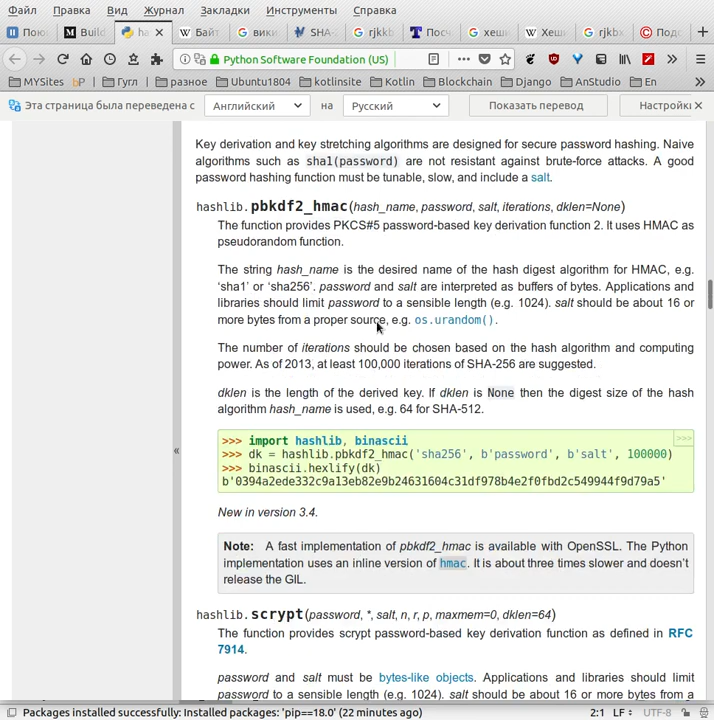 Файл Правка Вид Журнал Закладки Инструменты Справка
Build Байт вики SHA- rjkkb Посч хеши Хеши rjkbx Подо
Python Software Foundation (US)
MYSites bP Гугл разное Ubuntu1804 kotlinsite Kotlin Blockchain Django AnStudio En
Эта страница была переведена с Английский на Русский Показать перевод Настройки
Key derivation and key stretching algorithms are designed for secure password hashing. Naive
algorithms such as sha1(password) are not resistant against brute-force attacks. A good
password hashing function must be tunable, slow, and include a salt.
hashlib.pbkdf2_hmac(hash_name, password, salt, iterations, dklen=None)
The function provides PKCS#5 password-based key derivation function 2. It uses HMAC as
pseudorandom function.
The string hash_name is the desired name of the hash digest algorithm for HMAC, e.g.
‘sha1’ or ‘sha256’. password and salt are interpreted as buffers of bytes. Applications and
libraries should limit password to a sensible length (e.g. 1024). salt should be about 16 or
more bytes from a proper source, e.g. os.urandom().
The number of iterations should be chosen based on the hash algorithm and computing
power. As of 2013, at least 100,000 iterations of SHA-256 are suggested.
dklen is the length of the derived key. If dklen is None then the digest size of the hash
algorithm hash_name is used, e.g. 64 for SHA-512.
>>>
>>> import hashlib, binascii
>>> dk = hashlib.pbkdf2_hmac('sha256', b'password', b'salt', 100000)
>>> binascii.hexlify(dk)
b'0394a2ede332c9a13eb82e9b24631604c31df978b4e2f0fbd2c549944f9d79a5'
New in version 3.4.
Note: A fast implementation of pbkdf2_hmac is available with OpenSSL. The Python
implementation uses an inline version of hmac. It is about three times slower and doesn’t
release the GIL.
hashlib.scrypt(password, *, salt, n, r, p, maxmem=0, dklen=64)
The function provides scrypt password-based key derivation function as defined in RFC
7914.
password and salt must be bytes-like objects. Applications and libraries should limit
password to a sensible length (e.g. 1024). salt should be about 16 or more bytes from a
Packages installed successfully: Installed packages: 'pip==18.0' (22 minutes ago) 2:1 LF UTF-8